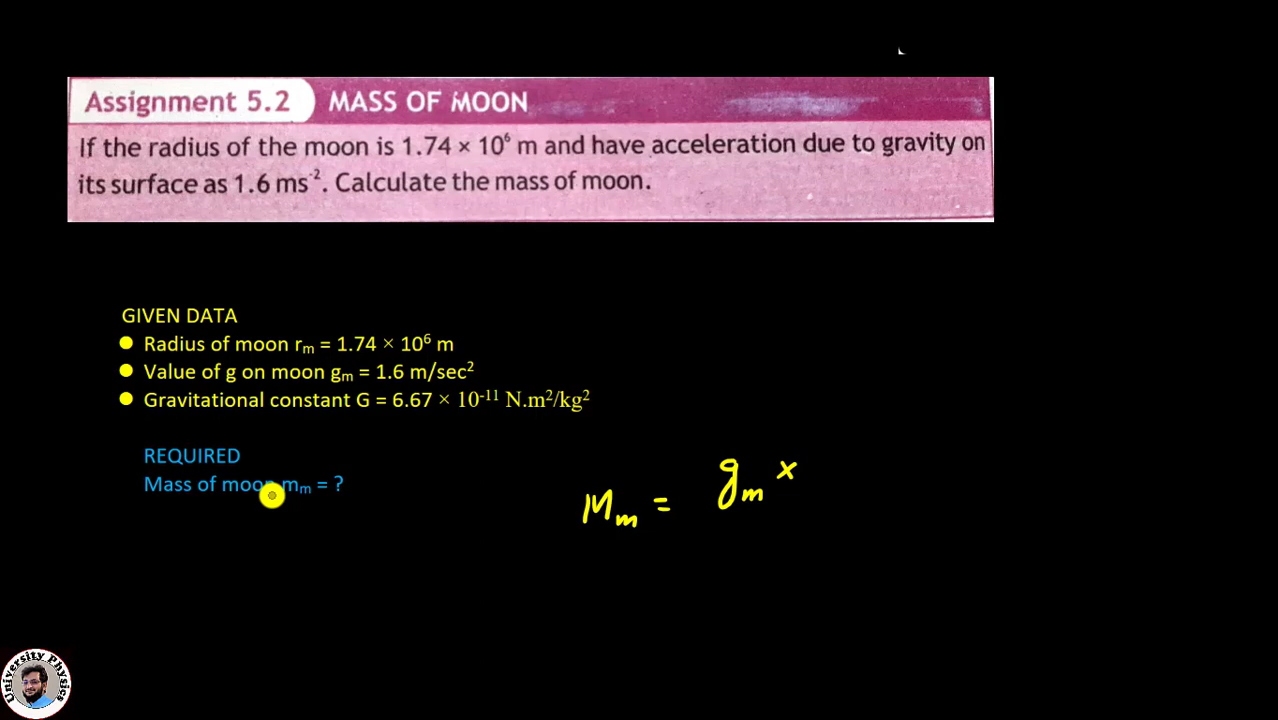 Assignment 5.2 MASS OF MOON
If the radius of the moon is 1.74 × 10⁶ m and have acceleration due to gravity on
its surface as 1.6 ms⁻². Calculate the mass of moon.
GIVEN DATA
● Radius of moon rₘ = 1.74 × 10⁶ m
● Value of g on moon gₘ = 1.6 m/sec²
● Gravitational constant G = 6.67 × 10⁻¹¹ N.m²/kg²
REQUIRED
Mass of moon mₘ = ?
Mₘ = gₘ ×
University Physics